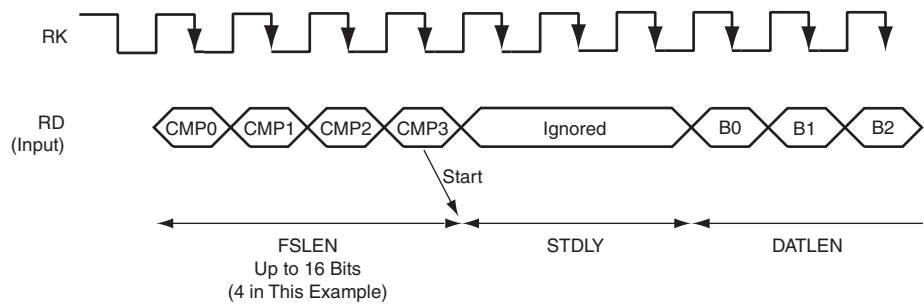 RK
RD
(Input)
CMP0 CMP1 CMP2 CMP3 Ignored B0 B1 B2
Start
FSLEN STDLY DATLEN
Up to 16 Bits
(4 in This Example)